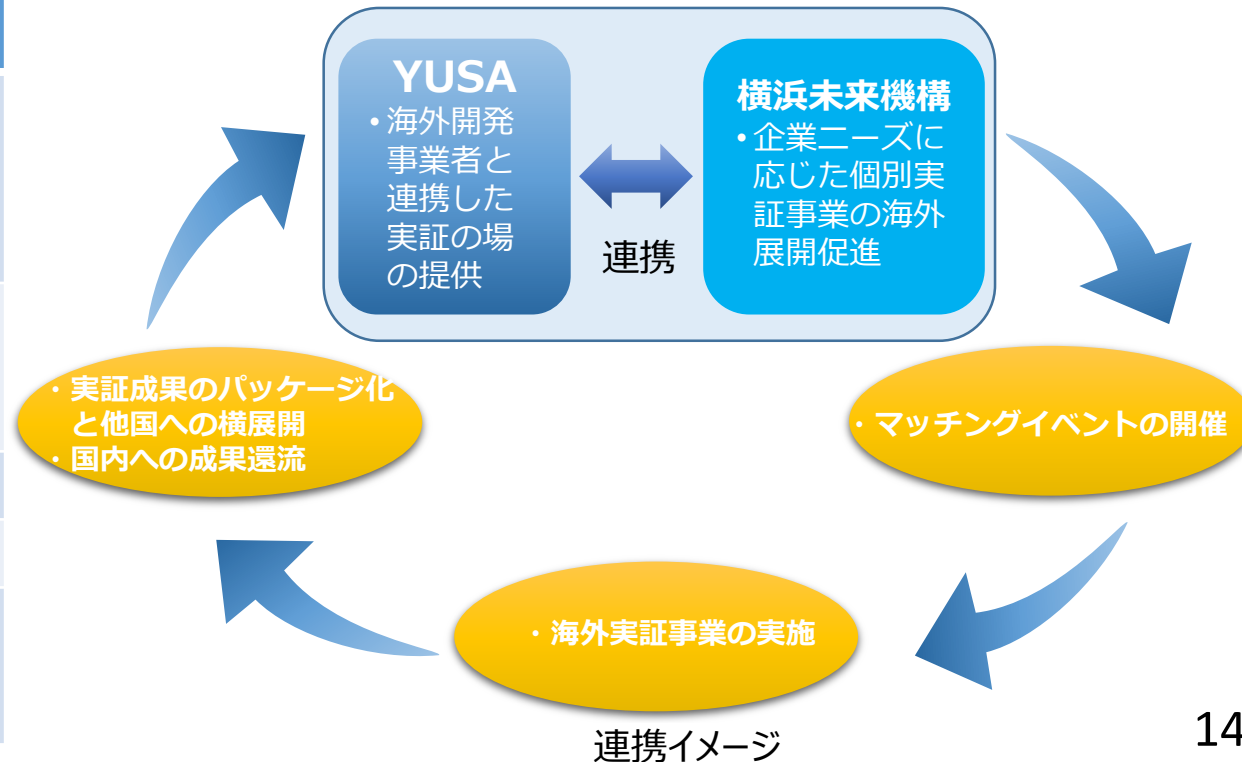 YUSA
•海外開発
事業者と
連携した
実証の場
の提供
連携
横浜未来機構
•企業ニーズに
応じた個別実
証事業の海外
展開促進
・実証成果のパッケージ化
と他国への横展開
・国内への成果還流
・マッチングイベントの開催
・海外実証事業の実施
連携イメージ
14